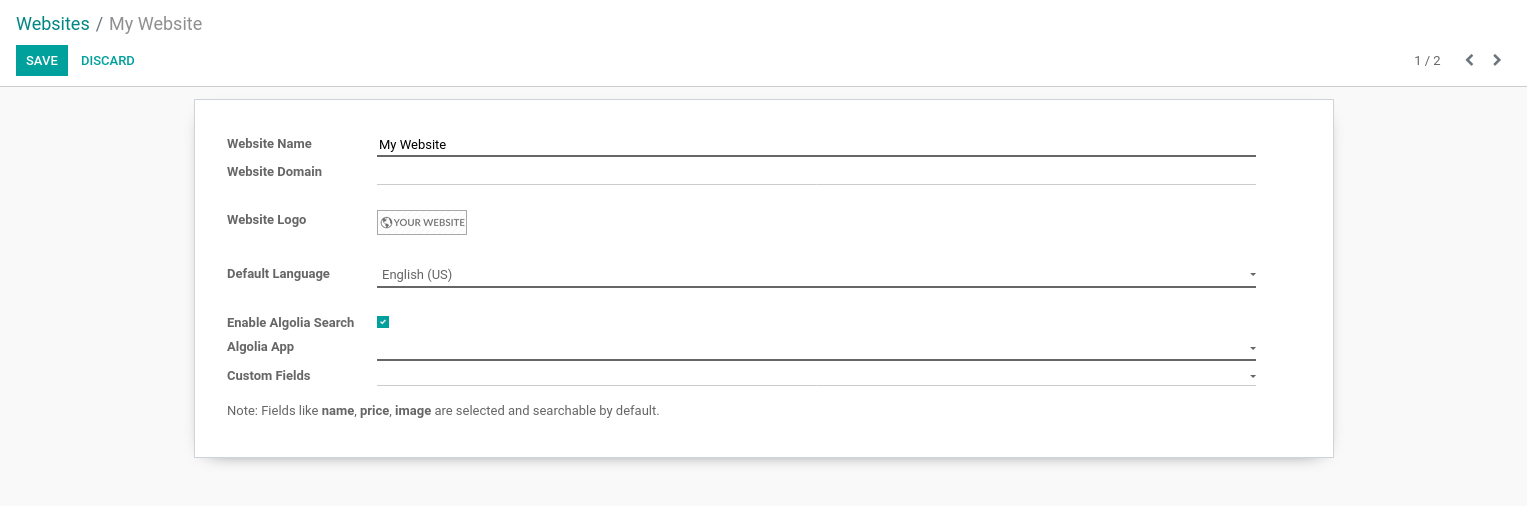 Websites / My Website
SAVE DISCARD 1 / 2
Website Name My Website
Website Domain
Website Logo YOUR WEBSITE
Default Language English (US)
Enable Algolia Search
Algolia App
Custom Fields
Note: Fields like name, price, image are selected and searchable by default.